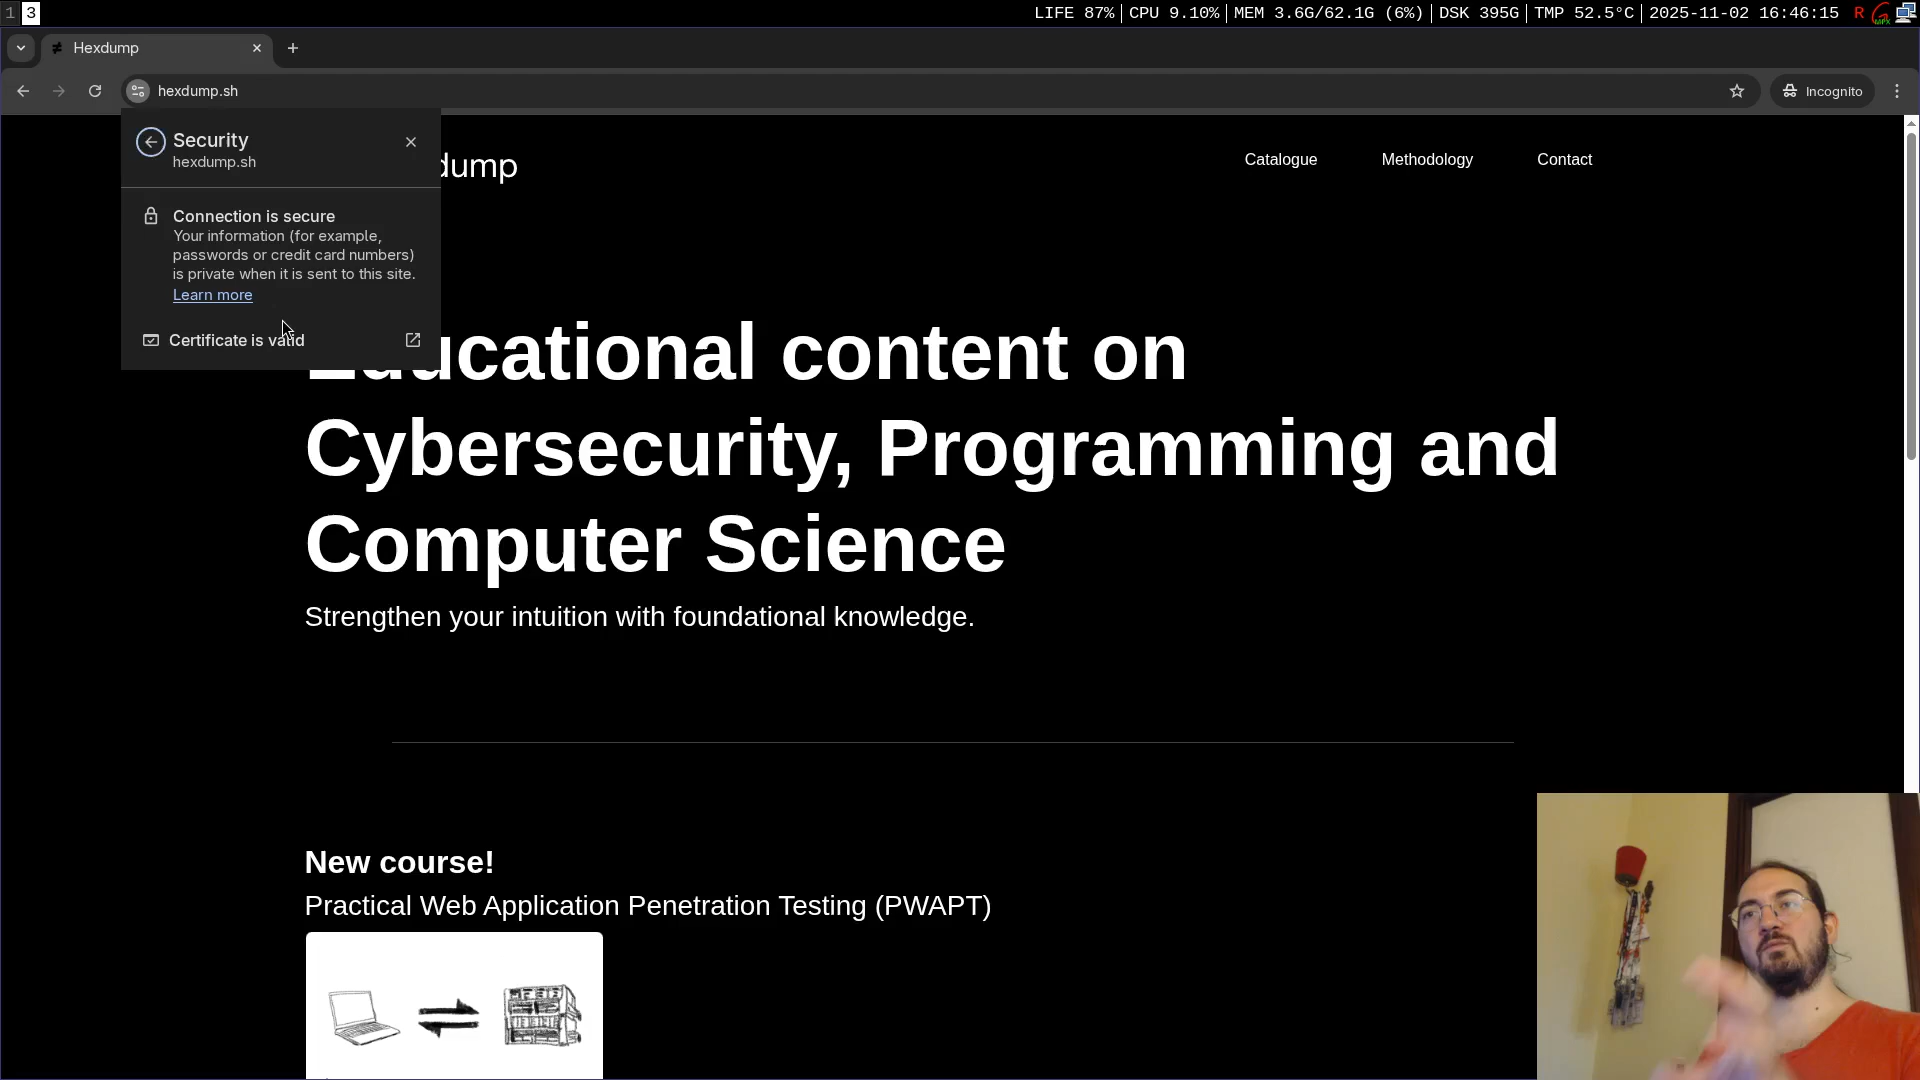 1 3
LIFE 87%|CPU 9.10%|MEM 3.6G/62.1G (6%)|DSK 395G|TMP 52.5°C|2025-11-02 16:46:15 R
Hexdump
hexdump.sh
Incognito
Security
hexdump.sh
Connection is secure
Your information (for example,
passwords or credit card numbers)
is private when it is sent to this site.
Learn more
Certificate is valid
dump
Catalogue
Methodology
Contact
Educational content on
Cybersecurity, Programming and
Computer Science
Strengthen your intuition with foundational knowledge.
New course!
Practical Web Application Penetration Testing (PWAPT)